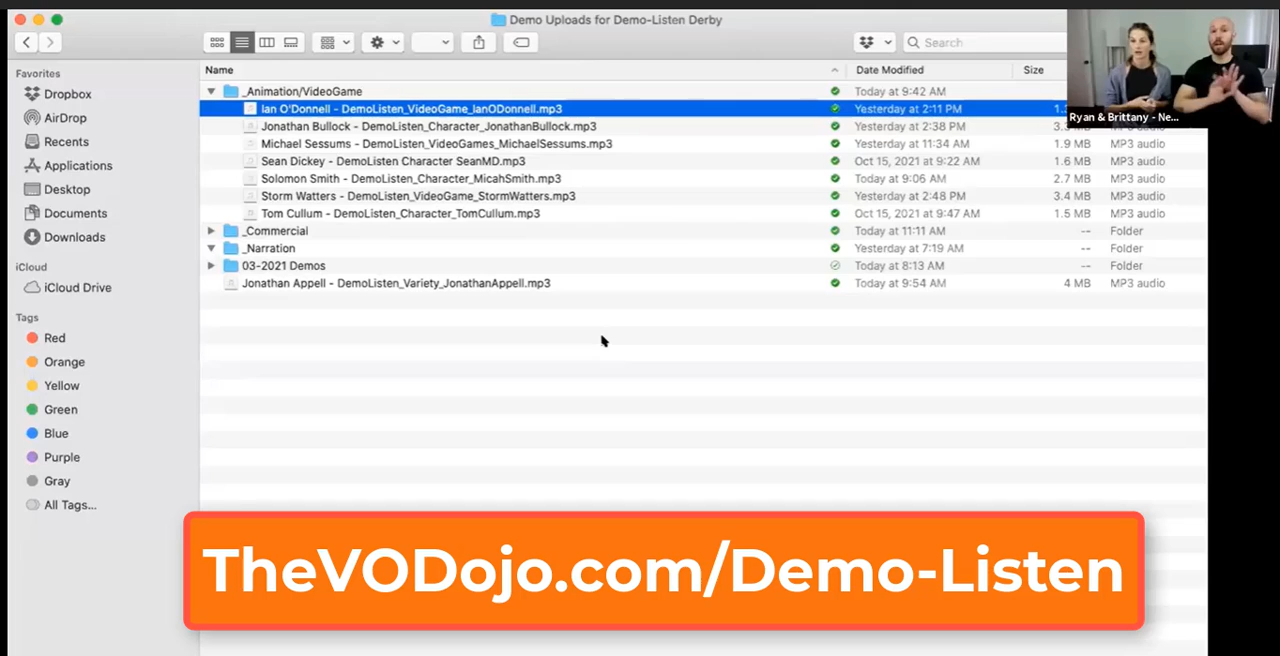 Demo Uploads for Demo-Listen Derby
Search
Name Date Modified Size
Favorites
Dropbox
AirDrop
Recents
Applications
Desktop
Documents
Downloads
iCloud
iCloud Drive
Tags
Red
Orange
Yellow
Green
Blue
Purple
Gray
All Tags...
_Animation/VideoGame Today at 9:42 AM
Ian O'Donnell - DemoListen_VideoGame_IanODonnell.mp3 Yesterday at 2:11 PM
Jonathan Bullock - DemoListen_Character_JonathanBullock.mp3 Yesterday at 2:38 PM MP3 audio
Michael Sessums - DemoListen_VideoGames_MichaelSessums.mp3 Yesterday at 11:34 AM 1.9 MB MP3 audio
Sean Dickey - DemoListen Character SeanMD.mp3 Oct 15, 2021 at 9:22 AM 1.6 MB MP3 audio
Solomon Smith - DemoListen_Character_MicahSmith.mp3 Today at 9:06 AM 2.7 MB MP3 audio
Storm Watters - DemoListen_VideoGame_StormWatters.mp3 Yesterday at 2:48 PM 3.4 MB MP3 audio
Tom Cullum - DemoListen_Character_TomCullum.mp3 Oct 15, 2021 at 9:47 AM 1.5 MB MP3 audio
_Commercial Today at 11:11 AM -- Folder
_Narration Yesterday at 7:19 AM -- Folder
03-2021 Demos Today at 8:13 AM -- Folder
Jonathan Appell - DemoListen_Variety_JonathanAppell.mp3 Today at 9:54 AM 4 MB MP3 audio
Ryan & Brittany - Ne...
TheVODojo.com/Demo-Listen